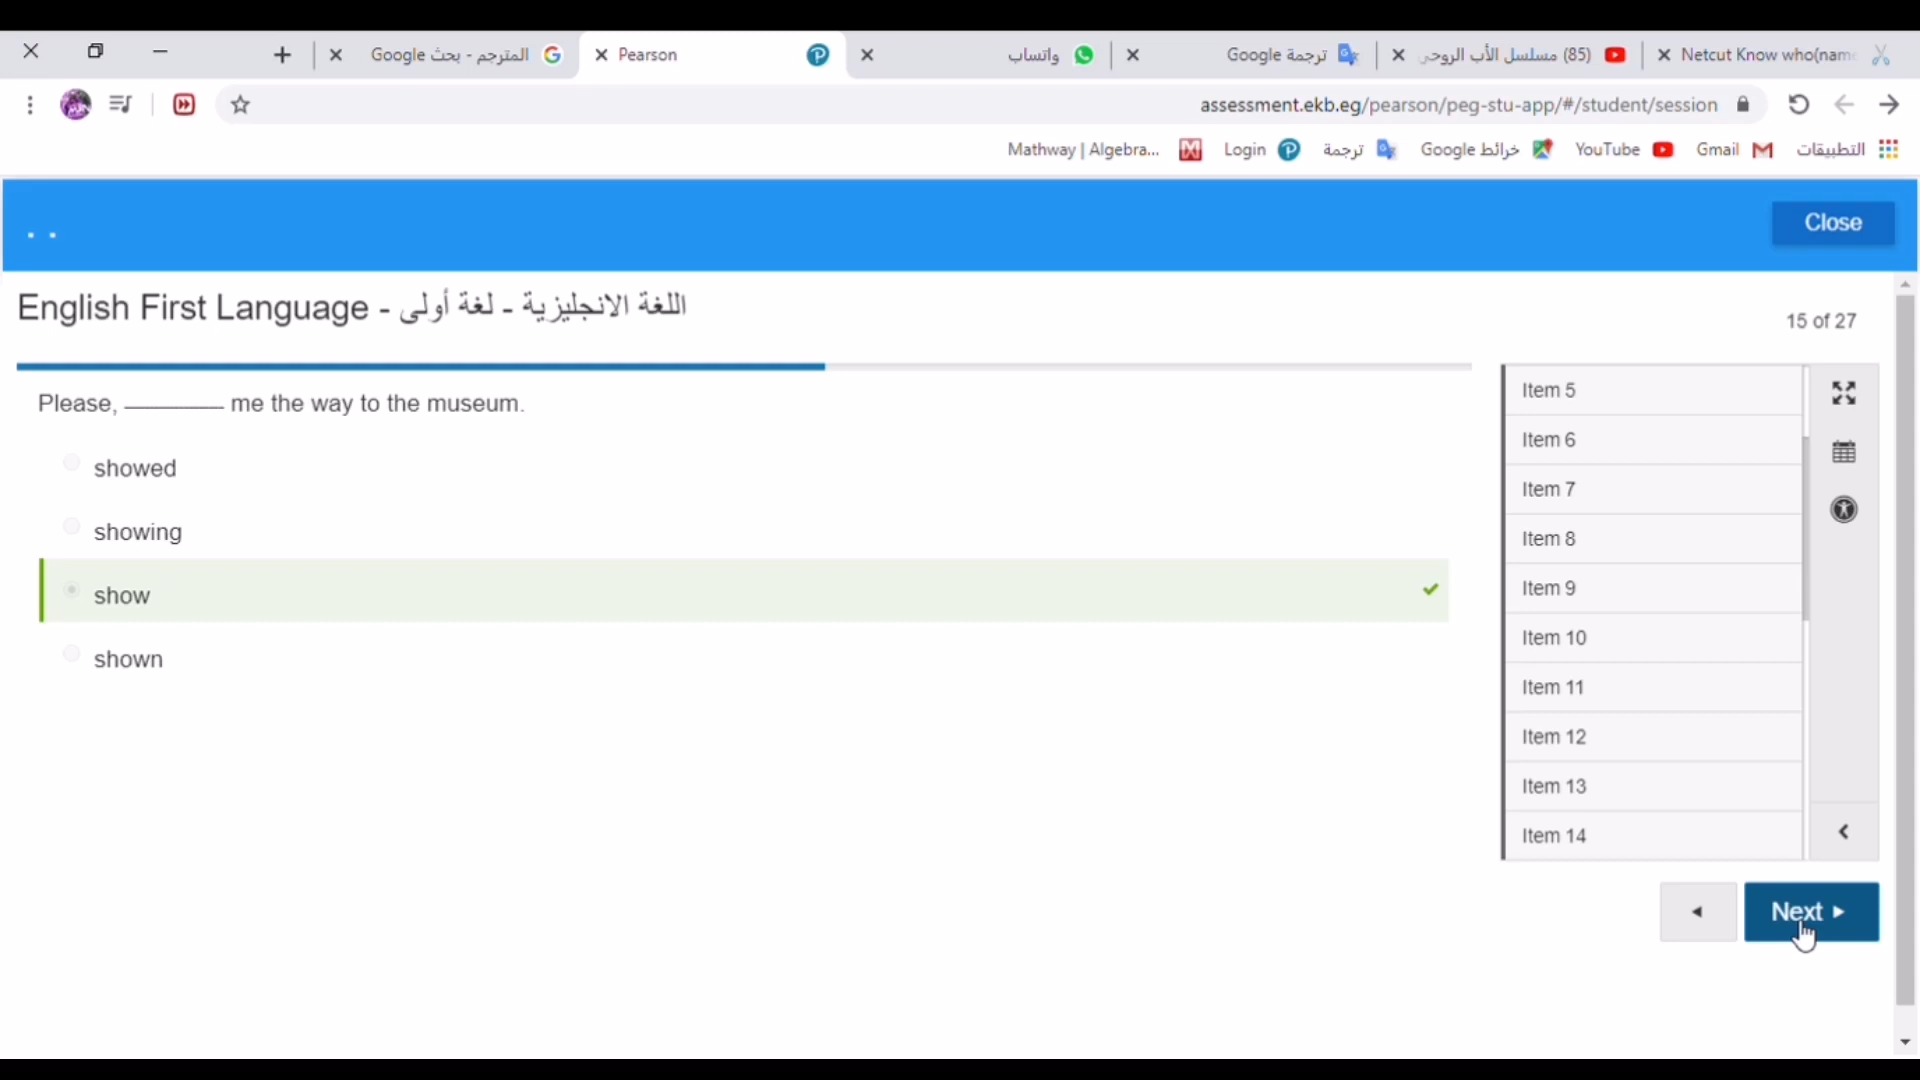 المترجم - بحث Google
Pearson
واتساب
ترجمة Google
(85) مسلسل الأب الروحي
Netcut Know who(nam
assessment.ekb.eg/pearson/peg-stu-app/#/student/session
Mathway | Algebra...
Login
ترجمة
خرائط Google
YouTube
Gmail
التطبيقات
. .
Close
English First Language - اللغة الانجليزية - لغة أولى
15 of 27
Please, ________ me the way to the museum.
showed
showing
show
shown
Item 5
Item 6
Item 7
Item 8
Item 9
Item 10
Item 11
Item 12
Item 13
Item 14
Next